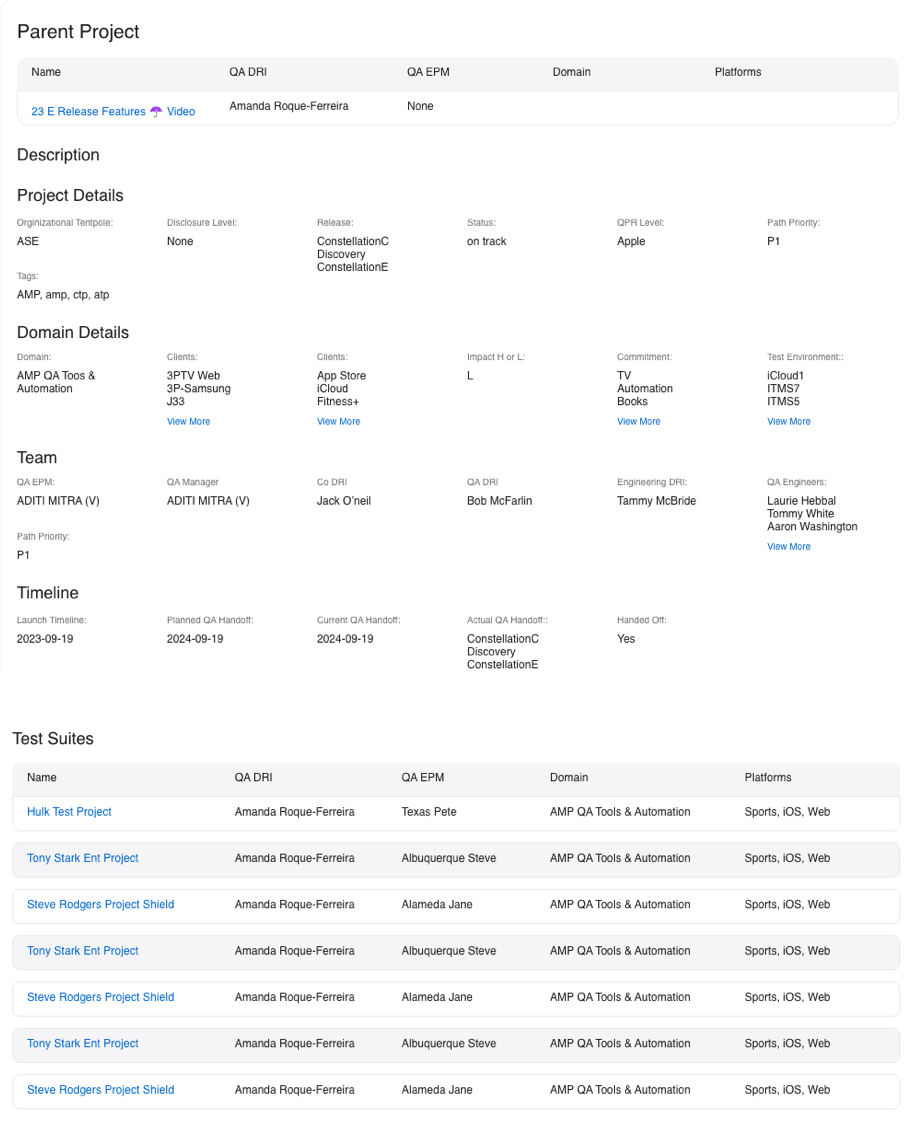 Parent Project
Name QA DRI QA EPM Domain Platforms
23 E Release Features ☂️ Video Amanda Roque-Ferreira None
Description
Project Details
Orginizational Tentpole: Disclosure Level: Release: Status: QPR Level: Path Priority:
ASE None ConstellationC on track Apple P1
Discovery
ConstellationE
Tags:
AMP, amp, ctp, atp
Domain Details
Domain: Clients: Clients: Impact H or L: Commitment: Test Environment::
AMP QA Toos & 3PTV Web App Store L TV iCloud1
Automation 3P-Samsung iCloud Automation ITMS7
J33 Fitness+ Books ITMS5
View More View More View More View More
Team
QA EPM: QA Manager Co DRI QA DRI Engineering DRI: QA Engineers:
ADITI MITRA (V) ADITI MITRA (V) Jack O’neil Bob McFarlin Tammy McBride Laurie Hebbal
Tommy White
Aaron Washington
Path Priority:
View More
P1
Timeline
Launch Timeline: Planned QA Handoff: Current QA Handoff: Actual QA Handoff:: Handed Off:
2023-09-19 2024-09-19 2024-09-19 ConstellationC Yes
Discovery
ConstellationE
Test Suites
Name QA DRI QA EPM Domain Platforms
Hulk Test Project Amanda Roque-Ferreira Texas Pete AMP QA Tools & Automation Sports, iOS, Web
Tony Stark Ent Project Amanda Roque-Ferreira Albuquerque Steve AMP QA Tools & Automation Sports, iOS, Web
Steve Rodgers Project Shield Amanda Roque-Ferreira Alameda Jane AMP QA Tools & Automation Sports, iOS, Web
Tony Stark Ent Project Amanda Roque-Ferreira Albuquerque Steve AMP QA Tools & Automation Sports, iOS, Web
Steve Rodgers Project Shield Amanda Roque-Ferreira Alameda Jane AMP QA Tools & Automation Sports, iOS, Web
Tony Stark Ent Project Amanda Roque-Ferreira Albuquerque Steve AMP QA Tools & Automation Sports, iOS, Web
Steve Rodgers Project Shield Amanda Roque-Ferreira Alameda Jane AMP QA Tools & Automation Sports, iOS, Web